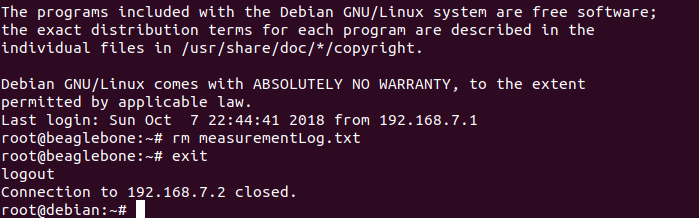 The programs included with the Debian GNU/Linux system are free software;
the exact distribution terms for each program are described in the
individual files in /usr/share/doc/*/copyright.
Debian GNU/Linux comes with ABSOLUTELY NO WARRANTY, to the extent
permitted by applicable law.
Last login: Sun Oct  7 22:44:41 2018 from 192.168.7.1
root@beaglebone:~# rm measurementLog.txt
root@beaglebone:~# exit
logout
Connection to 192.168.7.2 closed.
root@debian:~#